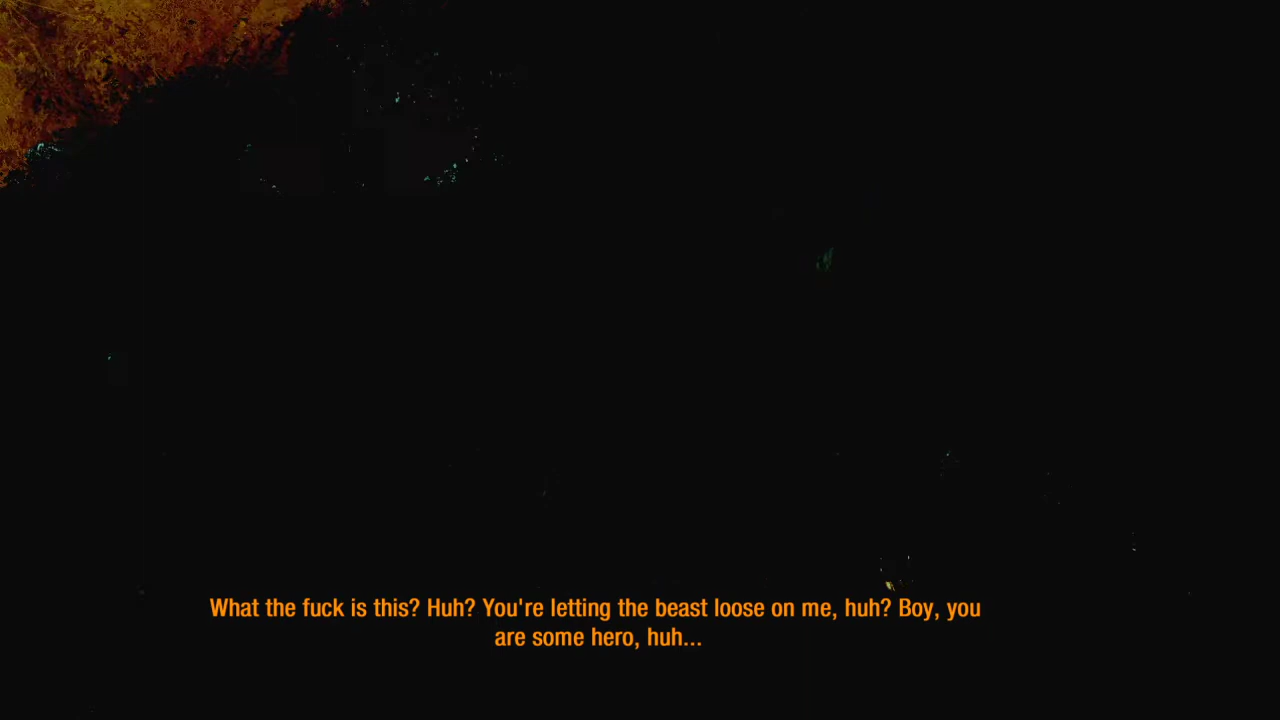 What the fuck is this? Huh? You're letting the beast loose on me, huh? Boy, you
are some hero, huh...